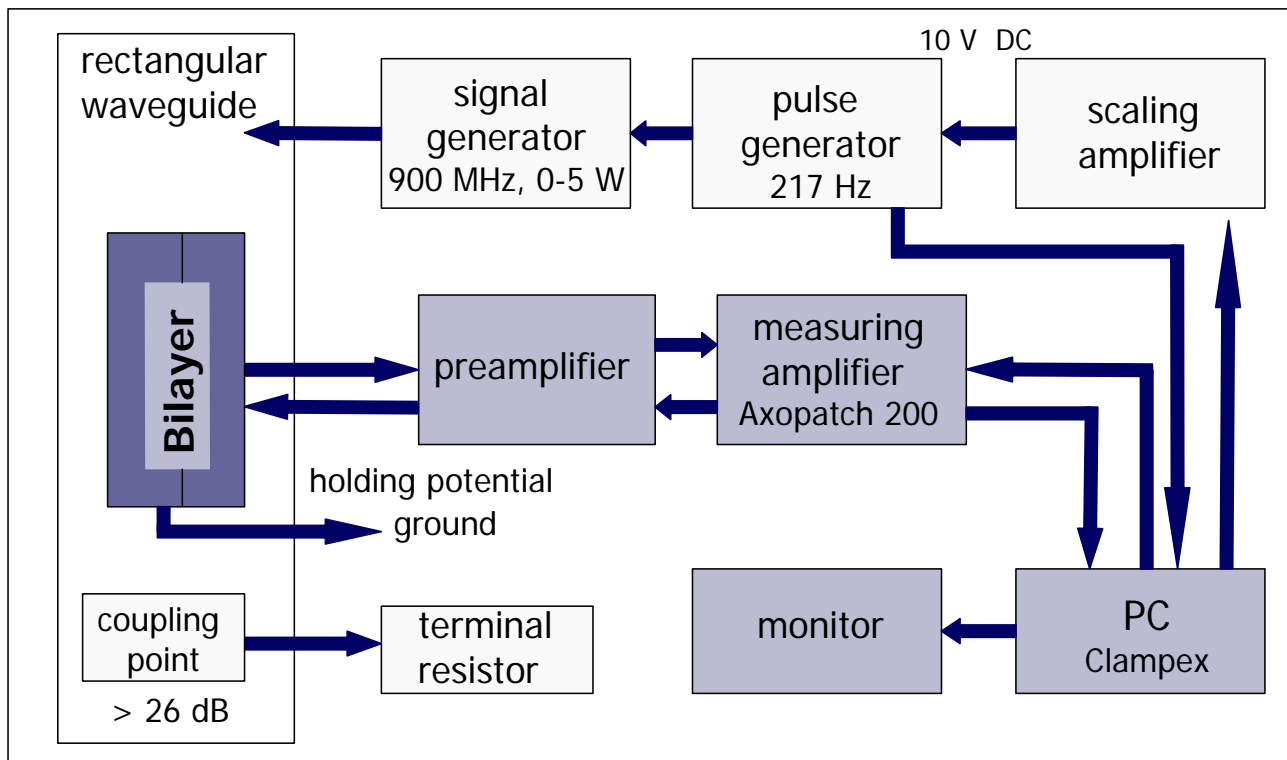 10 V DC
rectangular
waveguide
signal
generator
900 MHz, 0-5 W
pulse
generator
217 Hz
scaling
amplifier
Bilayer
preamplifier
measuring
amplifier
Axopatch 200
holding potential
ground
coupling
point
> 26 dB
terminal
resistor
monitor
PC
Clampex